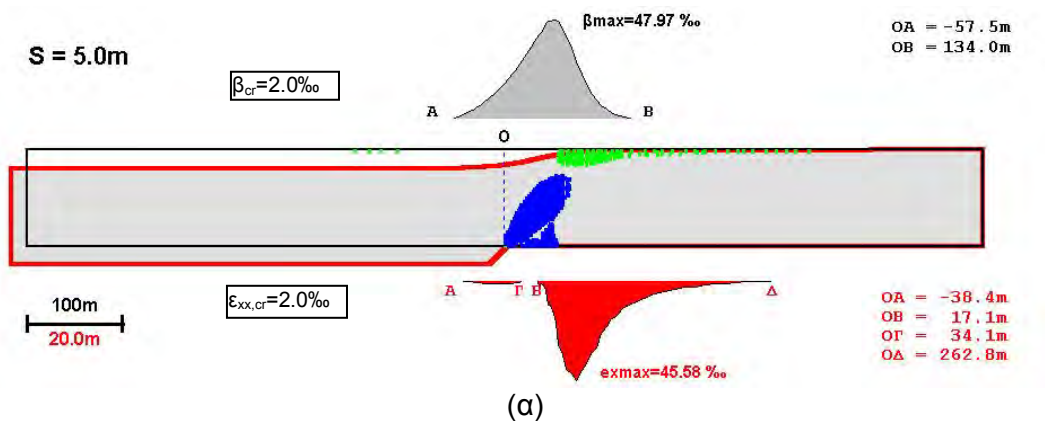 βmax=47.97 ‰
OA = -57.5m
OB = 134.0m
S = 5.0m
βcr=2.0‰
A B
O
A Γ B Δ
εxx,cr=2.0‰
100m
20.0m
OA = -38.4m
OB = 17.1m
OΓ = 34.1m
OΔ = 262.8m
exmax=45.58 ‰
(α)